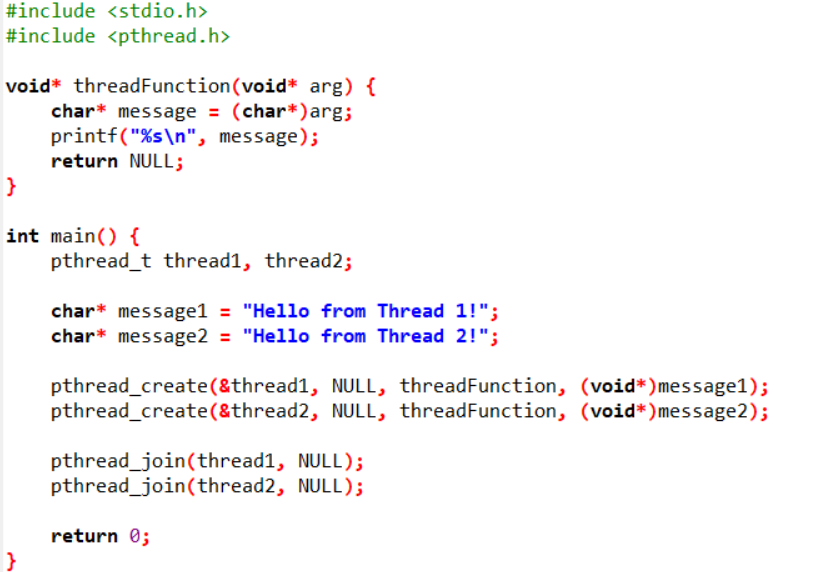 #include <stdio.h>
#include <pthread.h>
void* threadFunction(void* arg) {
    char* message = (char*)arg;
    printf("%s\n", message);
    return NULL;
}
int main() {
    pthread_t thread1, thread2;
    char* message1 = "Hello from Thread 1!";
    char* message2 = "Hello from Thread 2!";
    pthread_create(&thread1, NULL, threadFunction, (void*)message1);
    pthread_create(&thread2, NULL, threadFunction, (void*)message2);
    pthread_join(thread1, NULL);
    pthread_join(thread2, NULL);
    return 0;
}